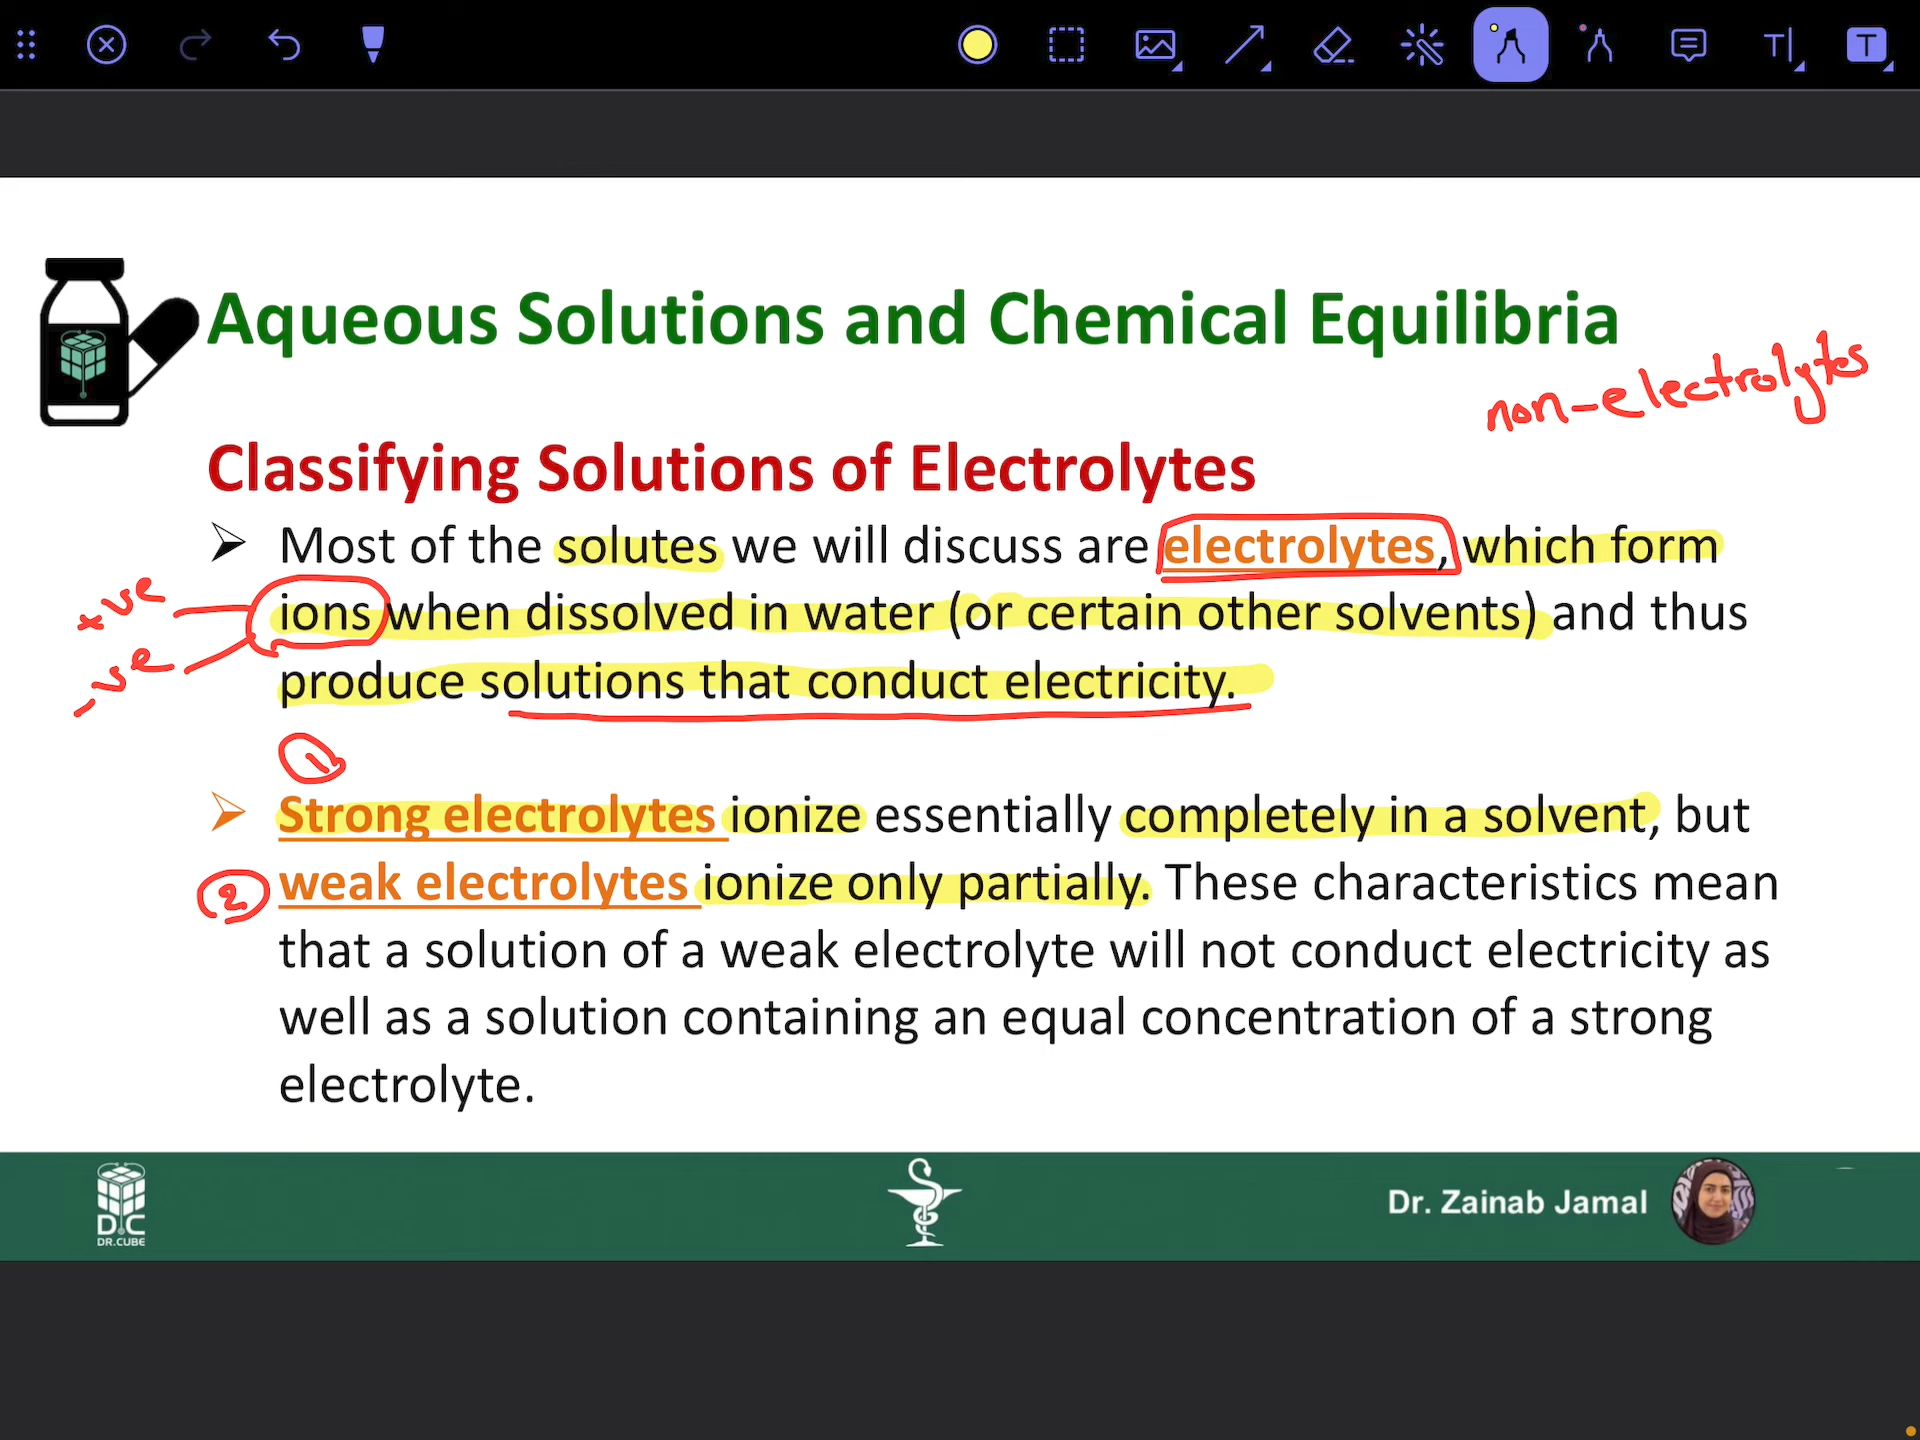 Aqueous Solutions and Chemical Equilibria
non-electrolytes
Classifying Solutions of Electrolytes
➢ Most of the solutes we will discuss are electrolytes, which form
+ve
ions when dissolved in water (or certain other solvents) and thus
-ve
produce solutions that conduct electricity.
1
➢ Strong electrolytes ionize essentially completely in a solvent, but
2 weak electrolytes ionize only partially. These characteristics mean
that a solution of a weak electrolyte will not conduct electricity as
well as a solution containing an equal concentration of a strong
electrolyte.
DC
DR.CUBE
Dr. Zainab Jamal